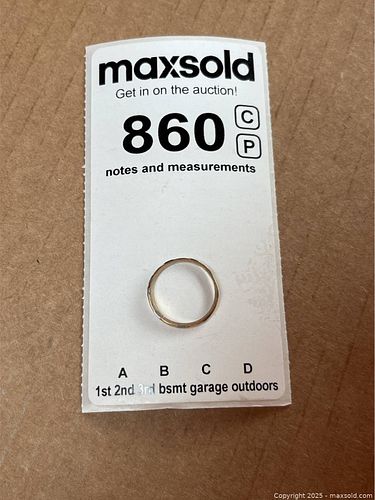 maxsold
Get in on the auction!
860 C
P
notes and measurements
A B C D
1st 2nd 3rd bsmt garage outdoors
Copyright © 2025 - maxsold.com